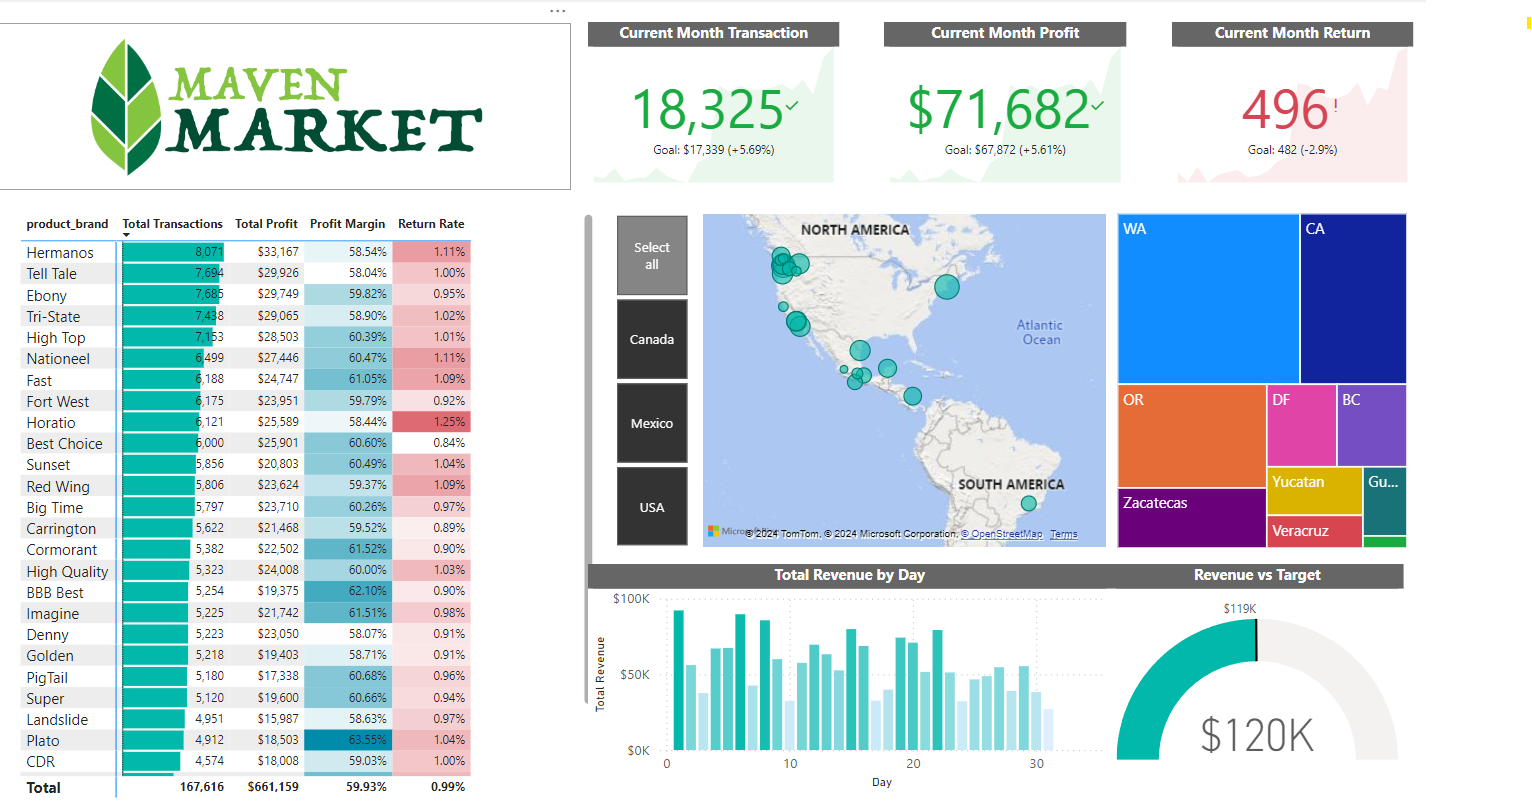 MAVEN
MARKET
Current Month Transaction
18,325
Goal: $17,339 (+5.69%)
Current Month Profit
$71,682
Goal: $67,872 (+5.61%)
Current Month Return
496!
Goal: 482 (-2.9%)
product_brand Total Transactions Total Profit Profit Margin Return Rate
Hermanos 8,071 $33,167 58.54% 1.11%
Tell Tale 7,694 $29,926 58.04% 1.00%
Ebony 7,685 $29,749 59.82% 0.95%
Tri-State 7,438 $29,065 58.90% 1.02%
High Top 7,153 $28,503 60.39% 1.01%
Nationeel 6,499 $27,446 60.47% 1.11%
Fast 6,188 $24,747 61.05% 1.09%
Fort West 6,175 $23,951 59.79% 0.92%
Horatio 6,121 $25,589 58.44% 1.25%
Best Choice 6,000 $25,901 60.60% 0.84%
Sunset 5,856 $20,803 60.49% 1.04%
Red Wing 5,806 $23,624 59.37% 1.09%
Big Time 5,797 $23,710 60.26% 0.97%
Carrington 5,622 $21,468 59.52% 0.89%
Cormorant 5,382 $22,502 61.52% 0.90%
High Quality 5,323 $24,008 60.00% 1.03%
BBB Best 5,254 $19,375 62.10% 0.90%
Imagine 5,225 $21,742 61.51% 0.98%
Denny 5,223 $23,050 58.07% 0.91%
Golden 5,218 $19,403 58.71% 0.91%
PigTail 5,180 $17,338 60.68% 0.96%
Super 5,120 $19,600 60.66% 0.94%
Landslide 4,951 $15,987 58.63% 0.97%
Plato 4,912 $18,503 63.55% 1.04%
CDR 4,574 $18,008 59.03% 1.00%
Total 167,616 $661,159 59.93% 0.99%
Select
all
Canada
Mexico
USA
NORTH AMERICA
Atlantic
Ocean
SOUTH AMERICA
© 2024 TomTom, © 2024 Microsoft Corporation, © OpenStreetMap Terms
WA
CA
OR
DF
BC
Zacatecas
Yucatan
Gu...
Veracruz
Total Revenue by Day
Total Revenue
$100K
$50K
$0K
0 10 20 30
Day
Revenue vs Target
$119K
$120K